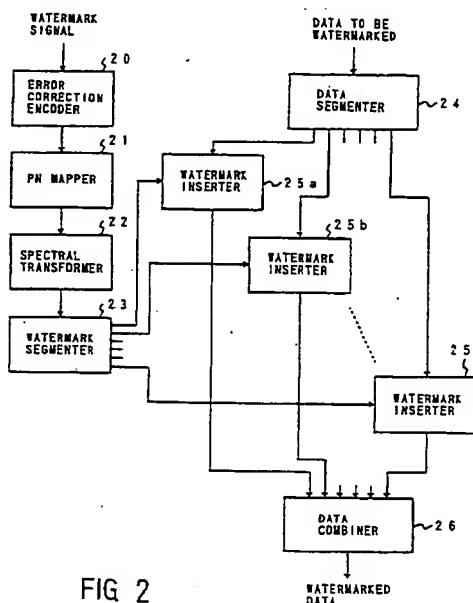 WATERMARK
SIGNAL
20
ERROR
CORRECTION
ENCODER
21
PN MAPPER
22
SPECTRAL
TRANSFORMER
23
WATERMARK
SEGMENTER
DATA TO BE
WATERMARKED
DATA
SEGMENTER
24
WATERMARK
INSERTER
25a
25b
WATERMARK
INSERTER
25
WATERMARK
INSERTER
DATA
COMBINER
26
WATERMARKED
DATA
FIG 2